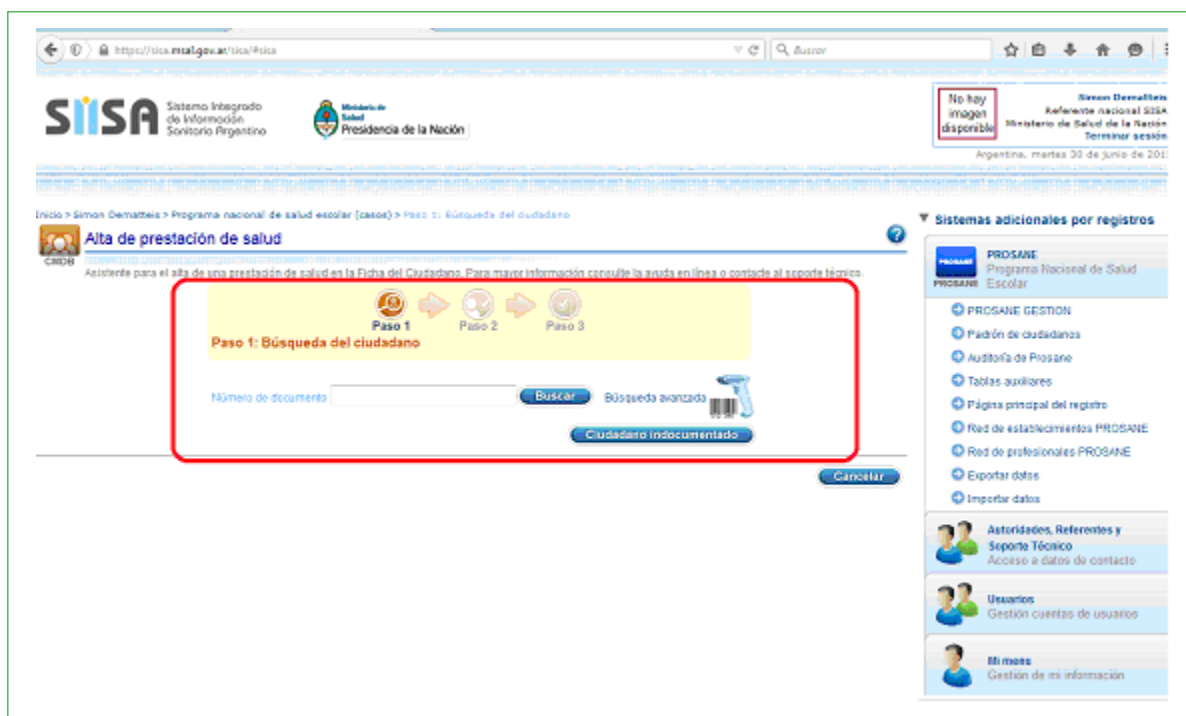 https://sisa.msal.gov.ar/sisa/#sisa
Buscar
SIISA
Sistema Integrado
de Información
Sanitario Argentino
Ministerio de
Salud
Presidencia de la Nación
No hay
imagen
disponible
Simon Dematteis
Referente nacional SISA
Ministerio de Salud de la Nación
Terminar sesión
Argentina, martes 30 de junio de 201
Inicio > Simon Dematteis > Programa nacional de salud escolar [casos] > Paso 1: Búsqueda del ciudadano
CMDB
Alta de prestación de salud
Asistente para el alta de una prestación de salud en la Ficha del Ciudadano. Para mayor información consulte la ayuda en línea o contacte al soporte técnico.
Paso 1
Paso 2
Paso 3
Paso 1: Búsqueda del ciudadano
Número de documento
Buscar
Búsqueda avanzada
Ciudadano indocumentado
Cancelar
Sistemas adicionales por registros
PROSANE
PROSANE
PROSANE
Programa Nacional de Salud
Escolar
PROSANE GESTION
Padrón de ciudadanos
Auditoría de Prosane
Tablas auxiliares
Página principal del registro
Red de establecimientos PROSANE
Red de profesionales PROSANE
Exportar datos
Importar datos
Autoridades, Referentes y
Soporte Técnico
Acceso a datos de contacto
Usuarios
Gestión cuentas de usuarios
Mi menu
Gestión de mi información